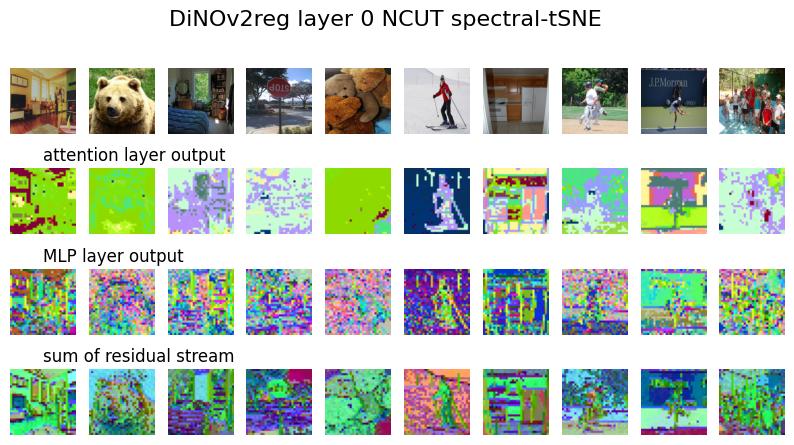 DiNOv2reg layer 0 NCUT spectral-tSNE
STOP
J.P.Morgan
attention layer output
MLP layer output
sum of residual stream